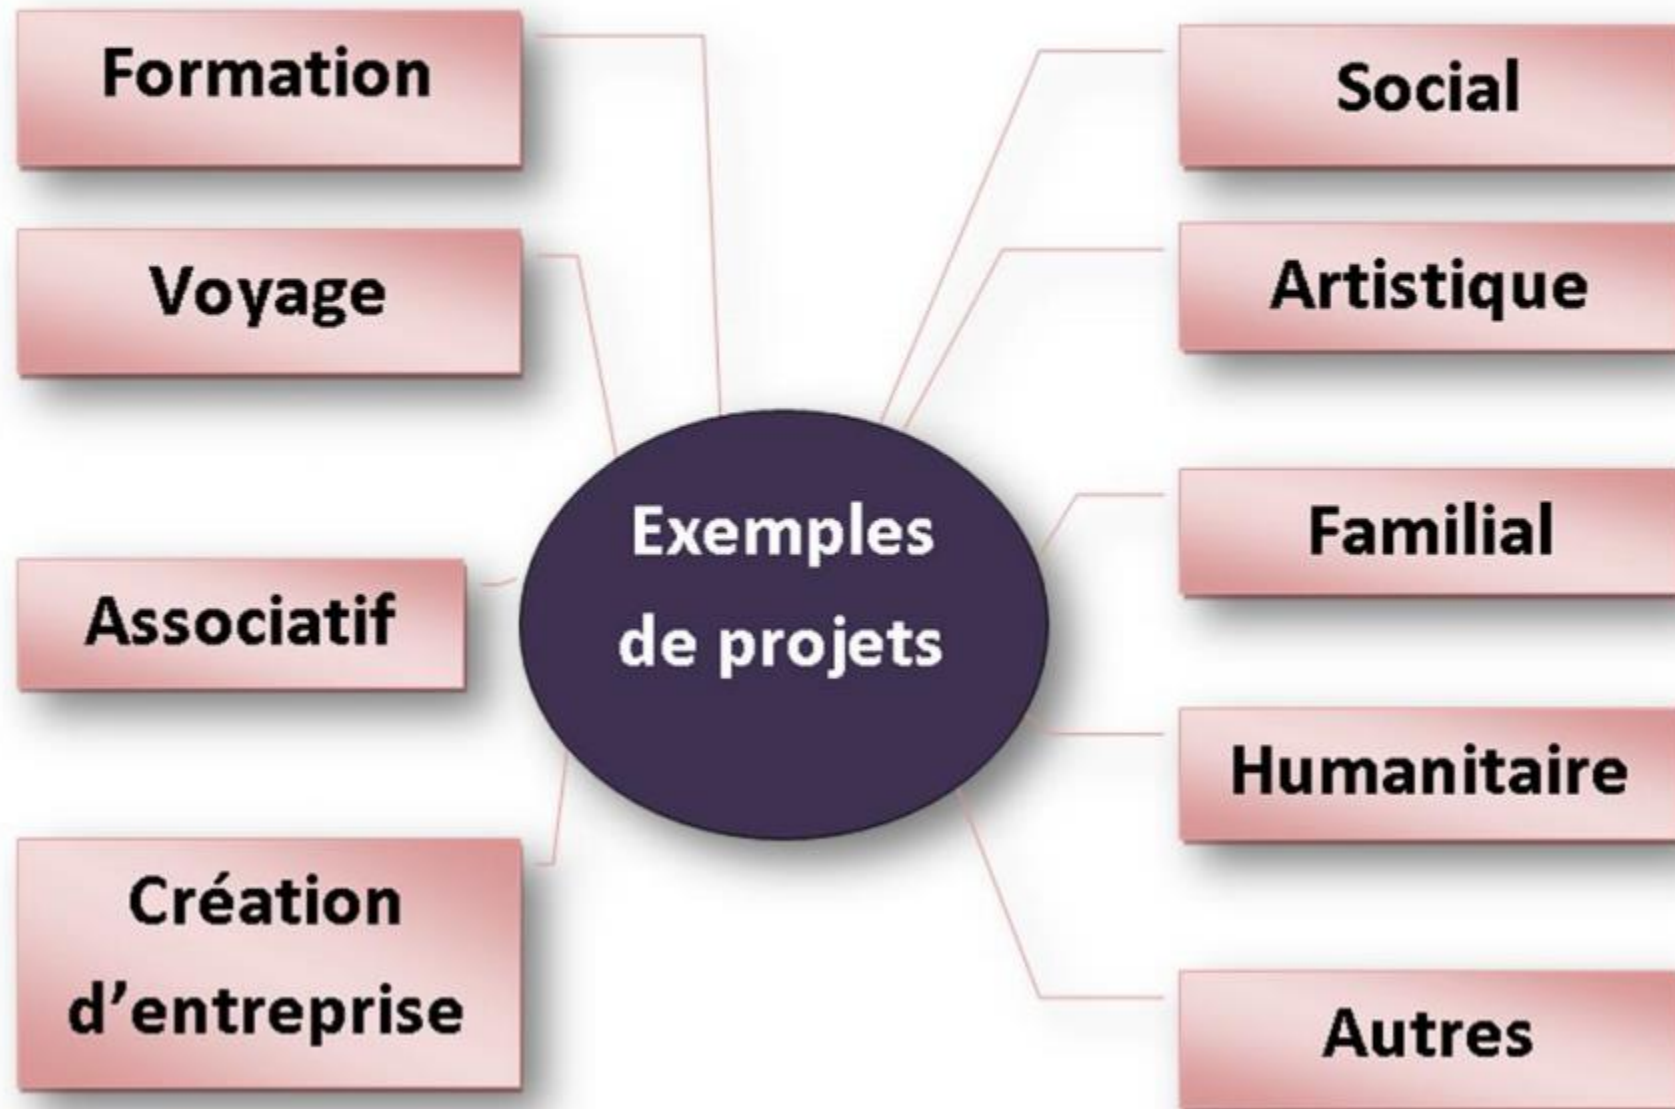 Formation
Voyage
Associatif
Création
d’entreprise
Exemples
de projets
Social
Artistique
Familial
Humanitaire
Autres